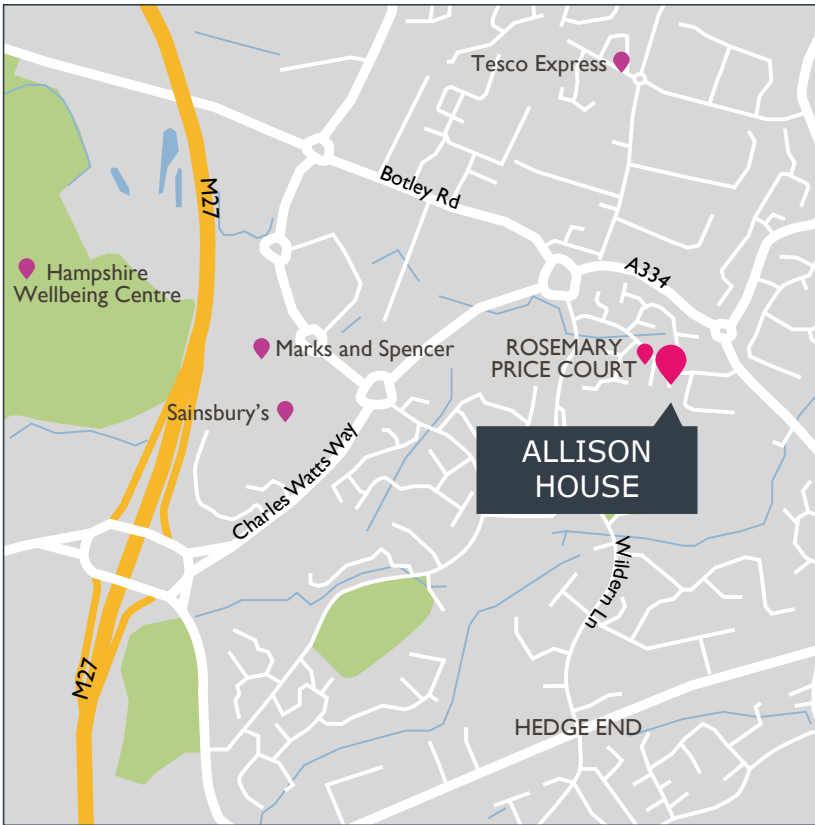 Tesco Express
Botley Rd
M27
A334
Hampshire
Wellbeing Centre
Marks and Spencer
ROSEMARY
PRICE COURT
Sainsbury's
ALLISON
HOUSE
Charles Watts Way
Wildern Ln
M27
HEDGE END